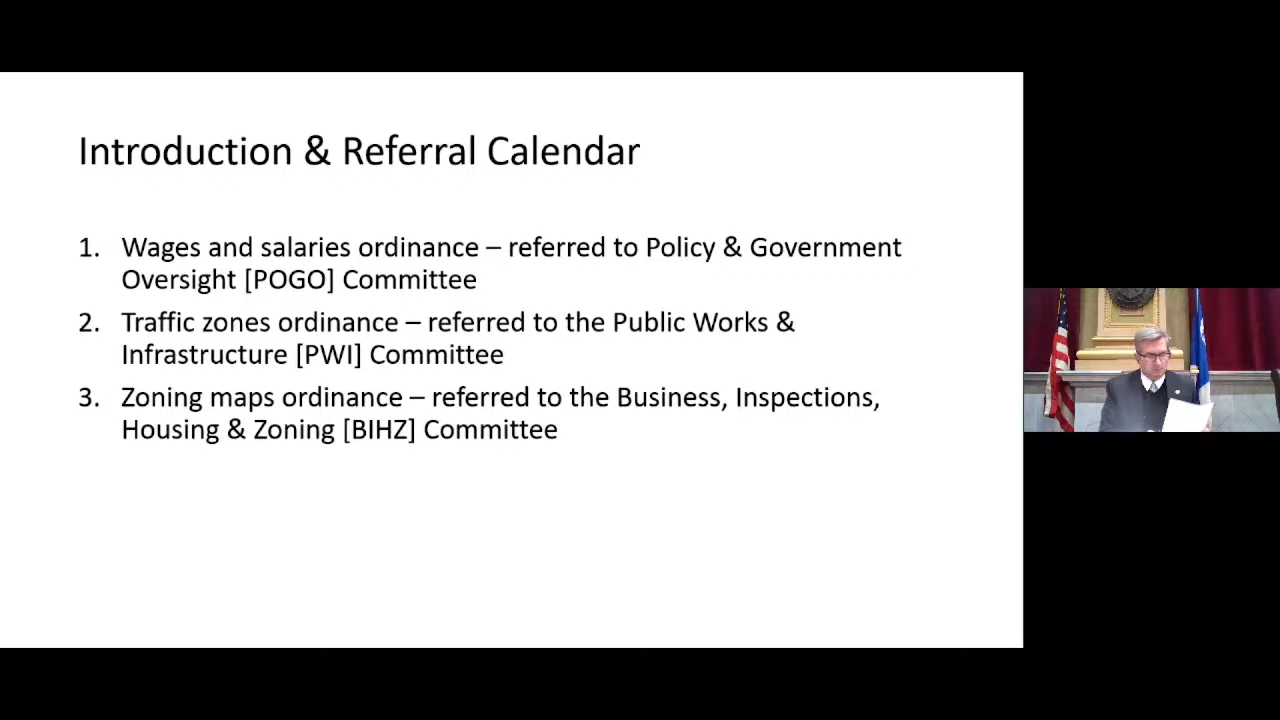 Introduction & Referral Calendar
1. Wages and salaries ordinance – referred to Policy & Government
Oversight [POGO] Committee
2. Traffic zones ordinance – referred to the Public Works &
Infrastructure [PWI] Committee
3. Zoning maps ordinance – referred to the Business, Inspections,
Housing & Zoning [BIHZ] Committee